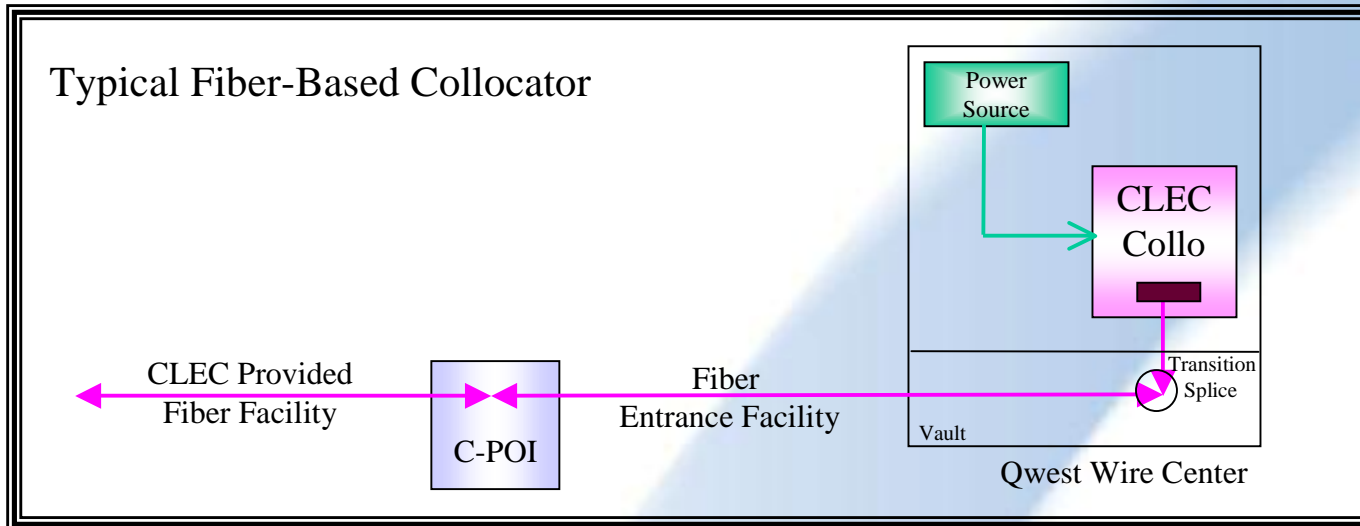 Typical Fiber-Based Collocator
Power
Source
CLEC
Collo
CLEC Provided
Fiber Facility
C-POI
Fiber
Entrance Facility
Transition
Splice
Vault
Qwest Wire Center